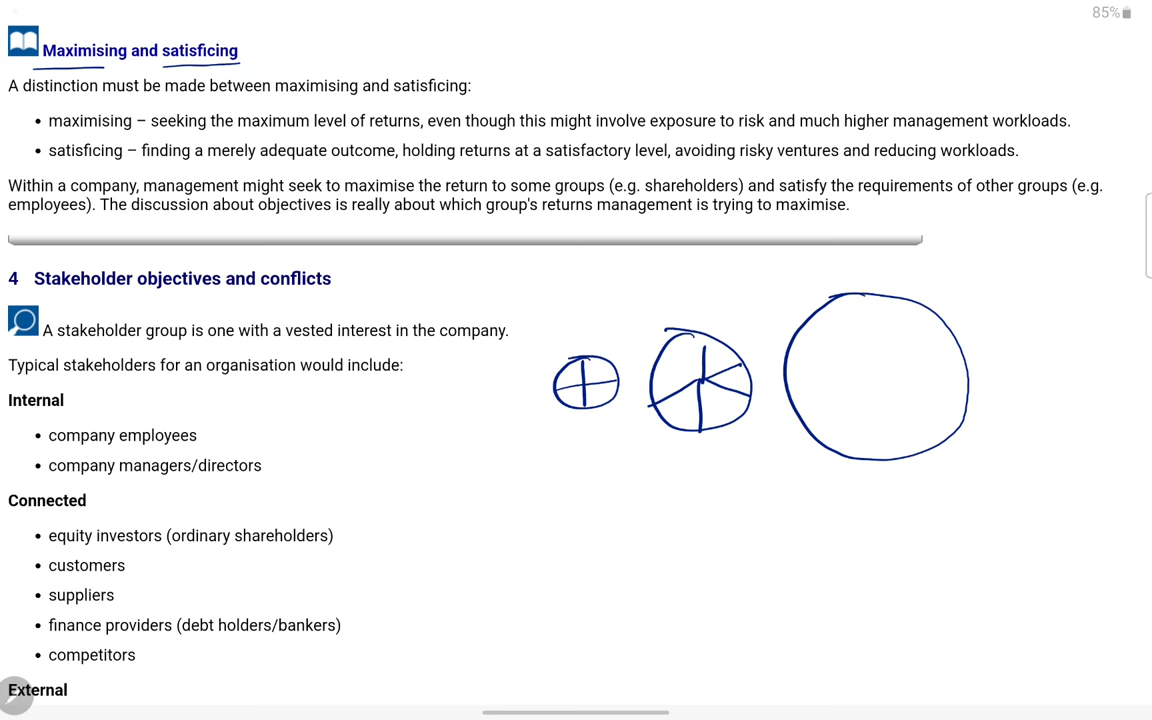 85%
Maximising and satisficing
A distinction must be made between maximising and satisficing:
• maximising – seeking the maximum level of returns, even though this might involve exposure to risk and much higher management workloads.
• satisficing – finding a merely adequate outcome, holding returns at a satisfactory level, avoiding risky ventures and reducing workloads.
Within a company, management might seek to maximise the return to some groups (e.g. shareholders) and satisfy the requirements of other groups (e.g.
employees). The discussion about objectives is really about which group's returns management is trying to maximise.
4 Stakeholder objectives and conflicts
A stakeholder group is one with a vested interest in the company.
Typical stakeholders for an organisation would include:
Internal
• company employees
• company managers/directors
Connected
• equity investors (ordinary shareholders)
• customers
• suppliers
• finance providers (debt holders/bankers)
• competitors
External